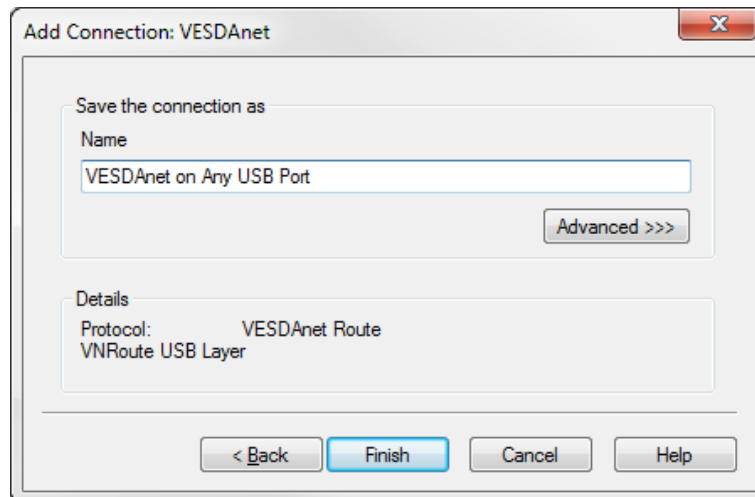 Add Connection: VESDAnet
Save the connection as
Name
VESDAnet on Any USB Port
Advanced >>>
Details
Protocol: VESDAnet Route
VNRoute USB Layer
< Back Finish Cancel Help